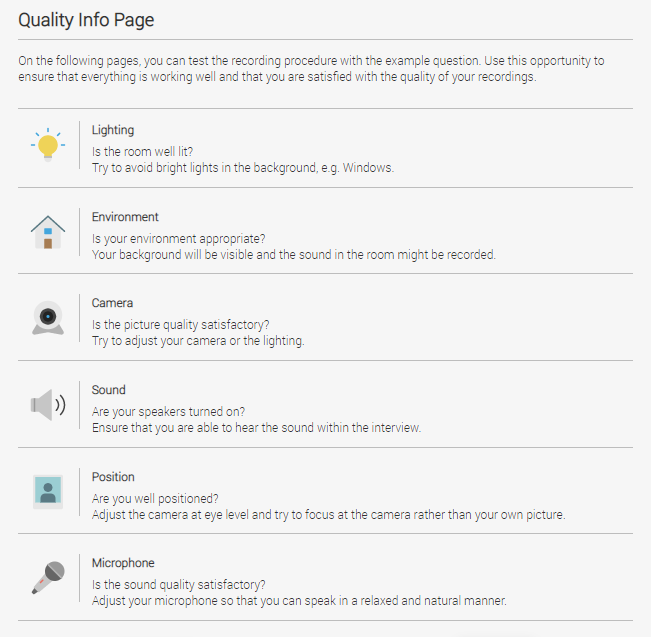 Quality Info Page
On the following pages, you can test the recording procedure with the example question. Use this opportunity to
ensure that everything is working well and that you are satisfied with the quality of your recordings.
Lighting
Is the room well lit?
Try to avoid bright lights in the background, e.g. Windows.
Environment
Is your environment appropriate?
Your background will be visible and the sound in the room might be recorded.
Camera
Is the picture quality satisfactory?
Try to adjust your camera or the lighting.
Sound
Are your speakers turned on?
Ensure that you are able to hear the sound within the interview.
Position
Are you well positioned?
Adjust the camera at eye level and try to focus at the camera rather than your own picture.
Microphone
Is the sound quality satisfactory?
Adjust your microphone so that you can speak in a relaxed and natural manner.